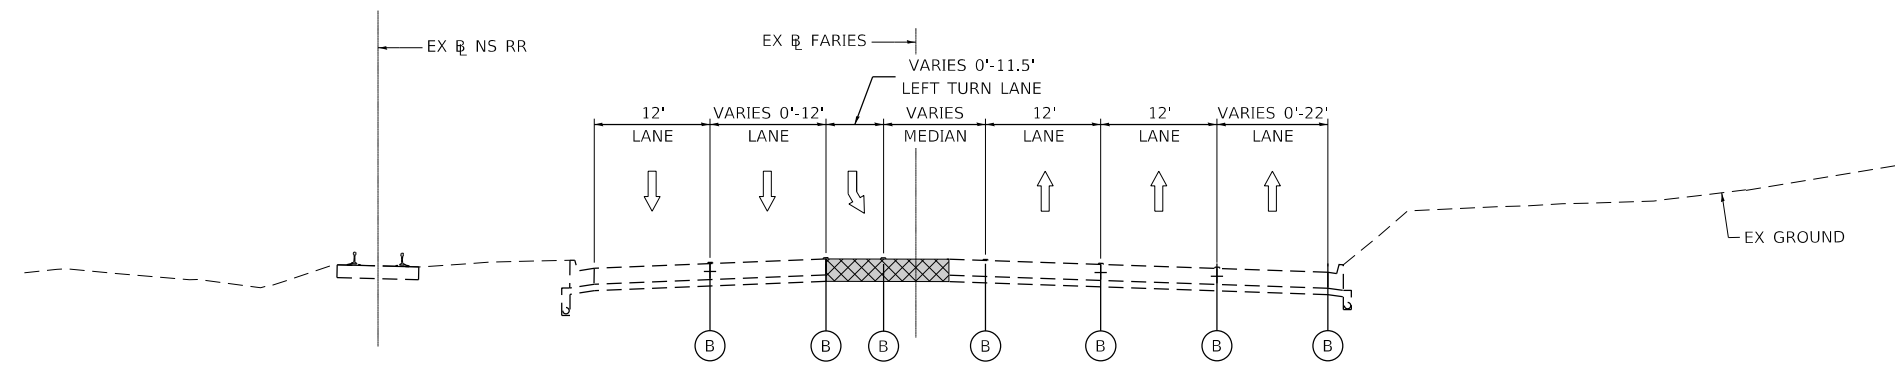 EX ℄ NS RR
EX ℄ FARIES
VARIES 0'-11.5'
LEFT TURN LANE
12'
LANE
VARIES 0'-12'
LANE
VARIES
MEDIAN
12'
LANE
12'
LANE
VARIES 0'-22'
LANE
EX GROUND
B
B
B
B
B
B
B